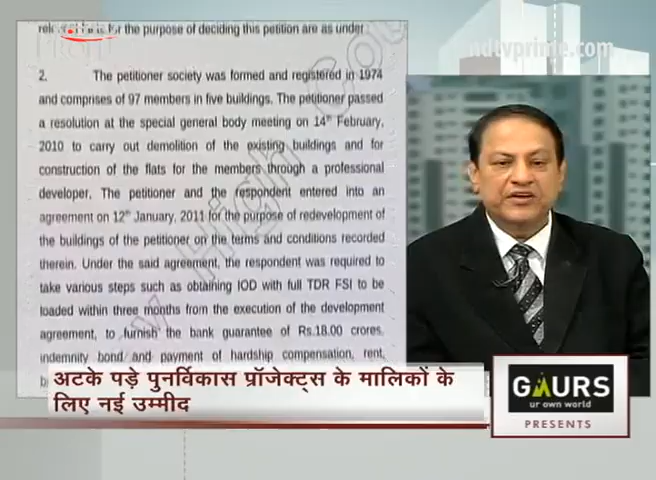 for the purpose of deciding this petition are as under
ndtvprime.com
2. The petitioner society was formed and registered in 1974
and comprises of 97 members in five buildings. The petitioner passed
a resolution at the special general body meeting on 14th February,
2010 to carry out demolition of the existing buildings and for
construction of the flats for the members through a professional
developer. The petitioner and the respondent entered into an
agreement on 12th January, 2011 for the purpose of redevelopment of
the buildings of the petitioner on the terms and conditions recorded
therein. Under the said agreement, the respondent was required to
take various steps such as obtaining IOD with full TDR FSI to be
loaded within three months from the execution of the development
agreement, to furnish the bank guarantee of Rs.18.00 crores,
indemnity bond and payment of hardship compensation, rent,
High
अटके पड़े पुनर्विकास प्रॉजेक्ट्स के मालिकों के
लिए नई उम्मीद
GAURS
ur own world
PRESENTS